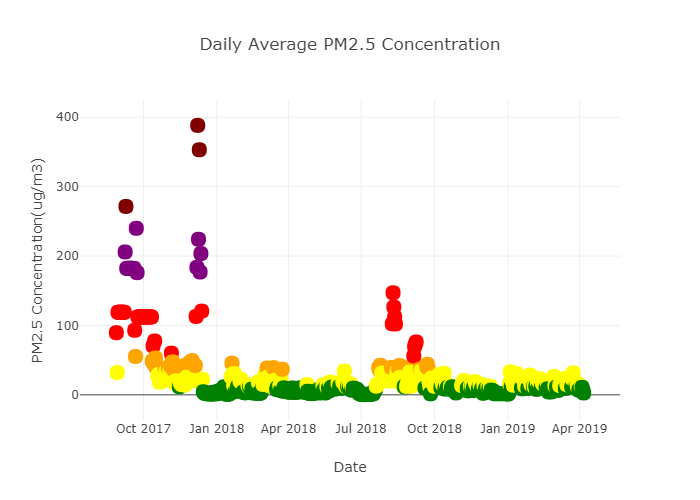 Daily Average PM2.5 Concentration
PM2.5 Concentration(ug/m3)
400
300
200
100
0
Oct 2017 Jan 2018 Apr 2018 Jul 2018 Oct 2018 Jan 2019 Apr 2019
Date